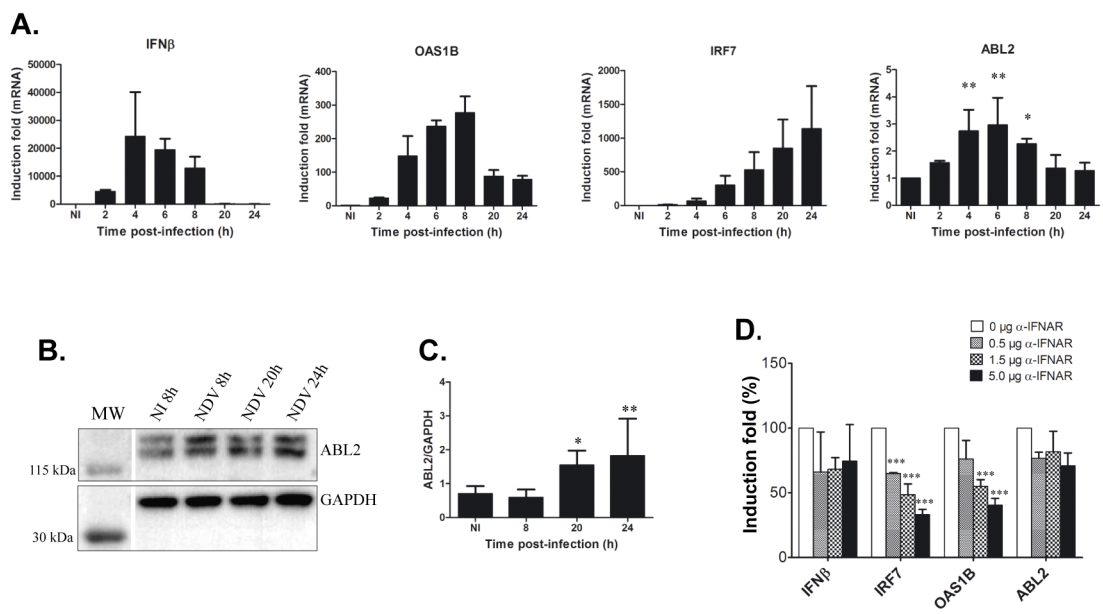 A.
IFNβ
Induction fold (mRNA)
50000
40000
30000
20000
10000
0
NI 2 4 6 8 20 24
Time post-infection (h)
OAS1B
Induction fold (mRNA)
400
300
200
100
0
NI 2 4 6 8 20 24
Time post-infection (h)
IRF7
Induction fold (mRNA)
2000
1500
1000
500
0
NI 2 4 6 8 20 24
Time post-infection (h)
ABL2
Induction fold (mRNA)
5
4
3
2
1
0
** ** *
NI 2 4 6 8 20 24
Time post-infection (h)
B.
MW NI 8h NDV 8h NDV 20h NDV 24h
ABL2
115 kDa
GAPDH
30 kDa
C.
ABL2/GAPDH
4
3
2
1
0
* **
NI 8 20 24
Time post-infection (h)
D.
0 µg α-IFNAR
0.5 µg α-IFNAR
1.5 µg α-IFNAR
5.0 µg α-IFNAR
Induction fold (%)
150
100
50
0
*** *** *** *** ***
IFNβ IRF7 OAS1B ABL2